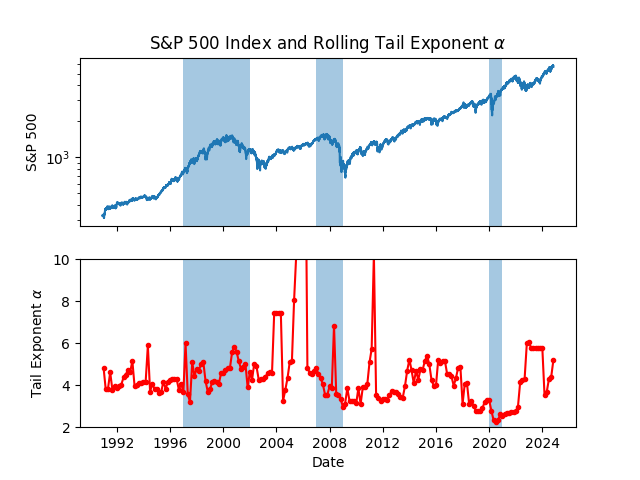 S&P 500 Index and Rolling Tail Exponent α
S&P 500
10³
Tail Exponent α
10
8
6
4
2
1992 1996 2000 2004 2008 2012 2016 2020 2024
Date